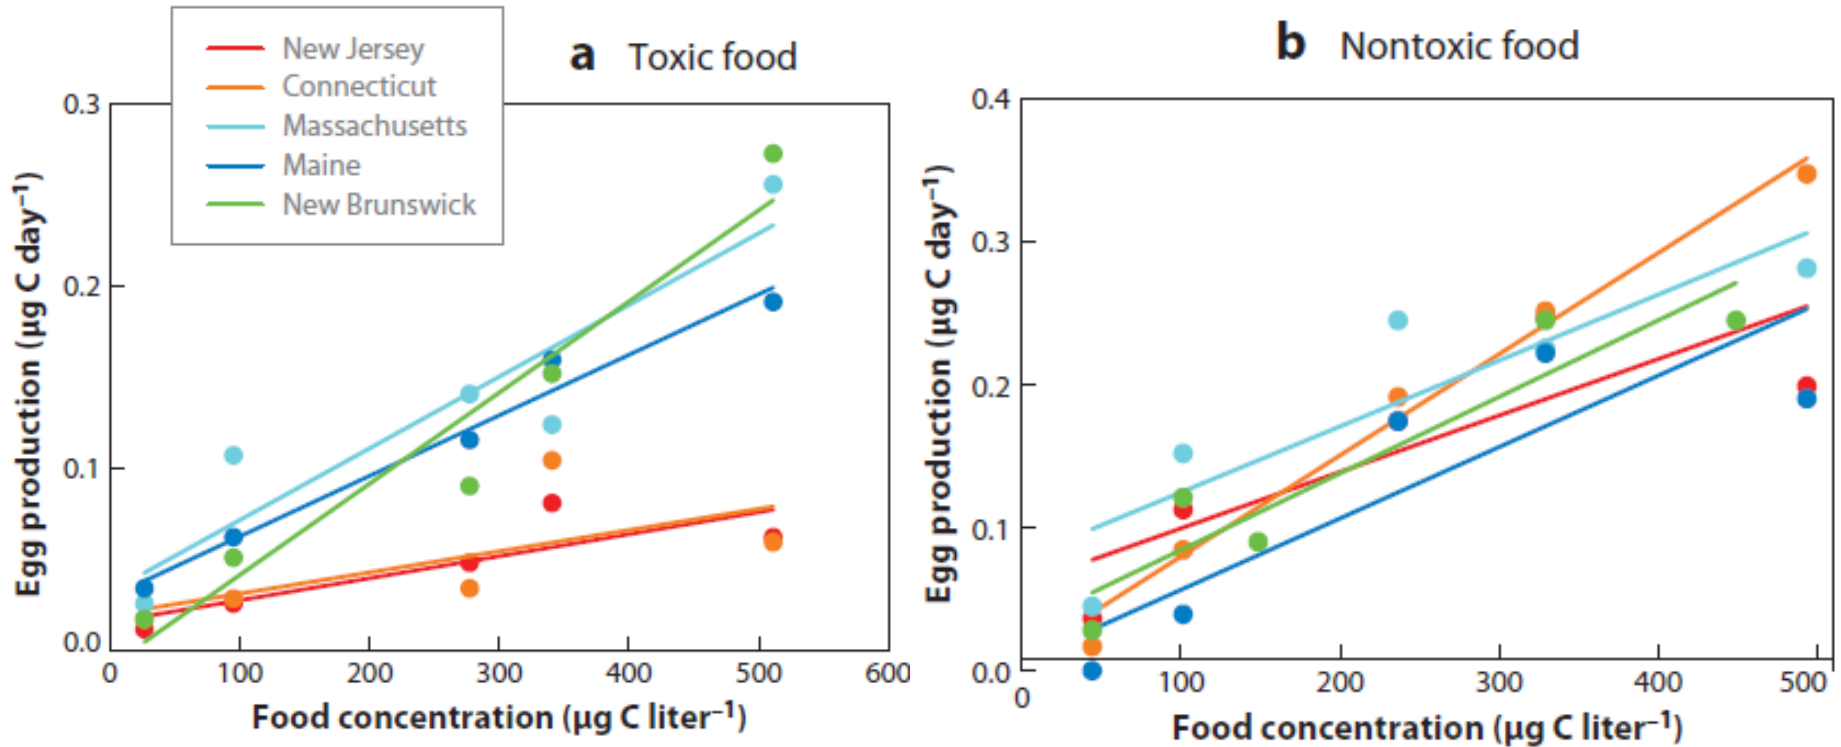 New Jersey
Connecticut
Massachusetts
Maine
New Brunswick
a Toxic food
0.3
0.2
0.1
0.0
0 100 200 300 400 500 600
Egg production (µg C day⁻¹)
Food concentration (µg C liter⁻¹)
b Nontoxic food
0.4
0.3
0.2
0.1
0.0
0 100 200 300 400 500
Egg production (µg C day⁻¹)
Food concentration (µg C liter⁻¹)